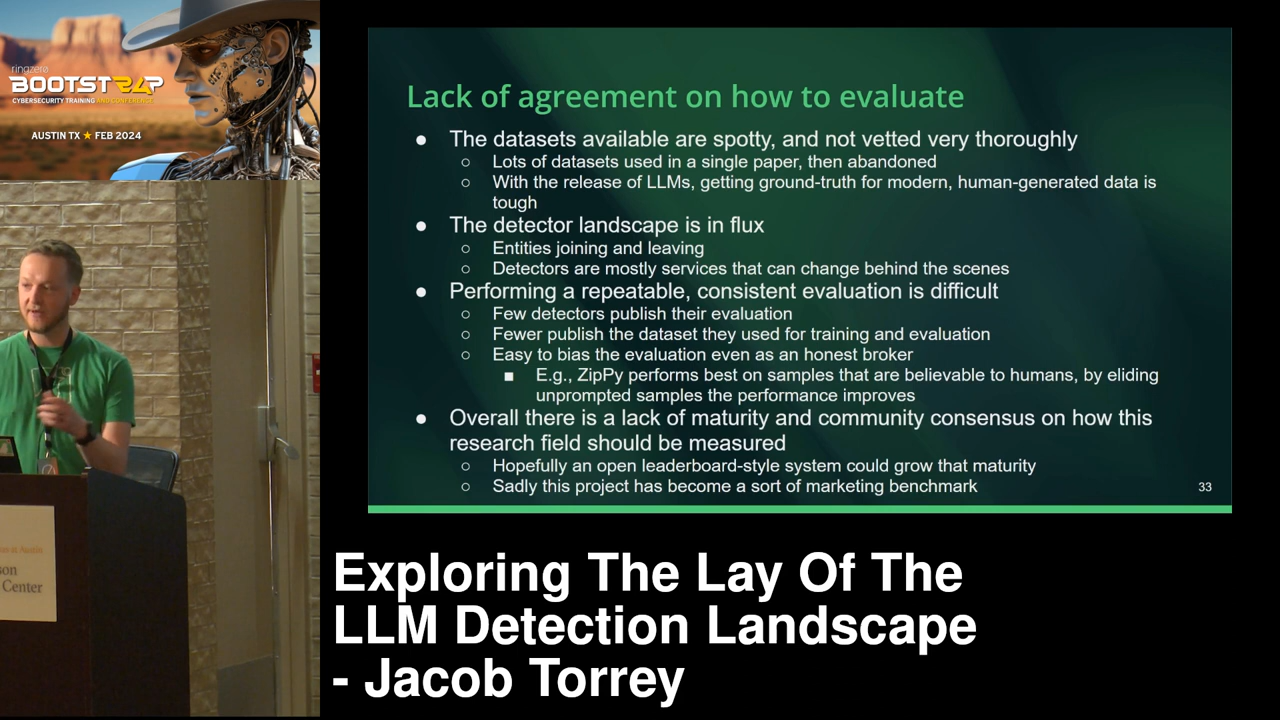 ringzer0
BOOTSTR4P
CYBERSECURITY TRAINING AND CONFERENCE
AUSTIN TX ★ FEB 2024
Lack of agreement on how to evaluate
● The datasets available are spotty, and not vetted very thoroughly
○ Lots of datasets used in a single paper, then abandoned
○ With the release of LLMs, getting ground-truth for modern, human-generated data is
tough
● The detector landscape is in flux
○ Entities joining and leaving
○ Detectors are mostly services that can change behind the scenes
● Performing a repeatable, consistent evaluation is difficult
○ Few detectors publish their evaluation
○ Fewer publish the dataset they used for training and evaluation
○ Easy to bias the evaluation even as an honest broker
■ E.g., ZipPy performs best on samples that are believable to humans, by eliding
unprompted samples the performance improves
● Overall there is a lack of maturity and community consensus on how this
research field should be measured
○ Hopefully an open leaderboard-style system could grow that maturity
○ Sadly this project has become a sort of marketing benchmark
33
at Austin
Center
Exploring The Lay Of The
LLM Detection Landscape
- Jacob Torrey